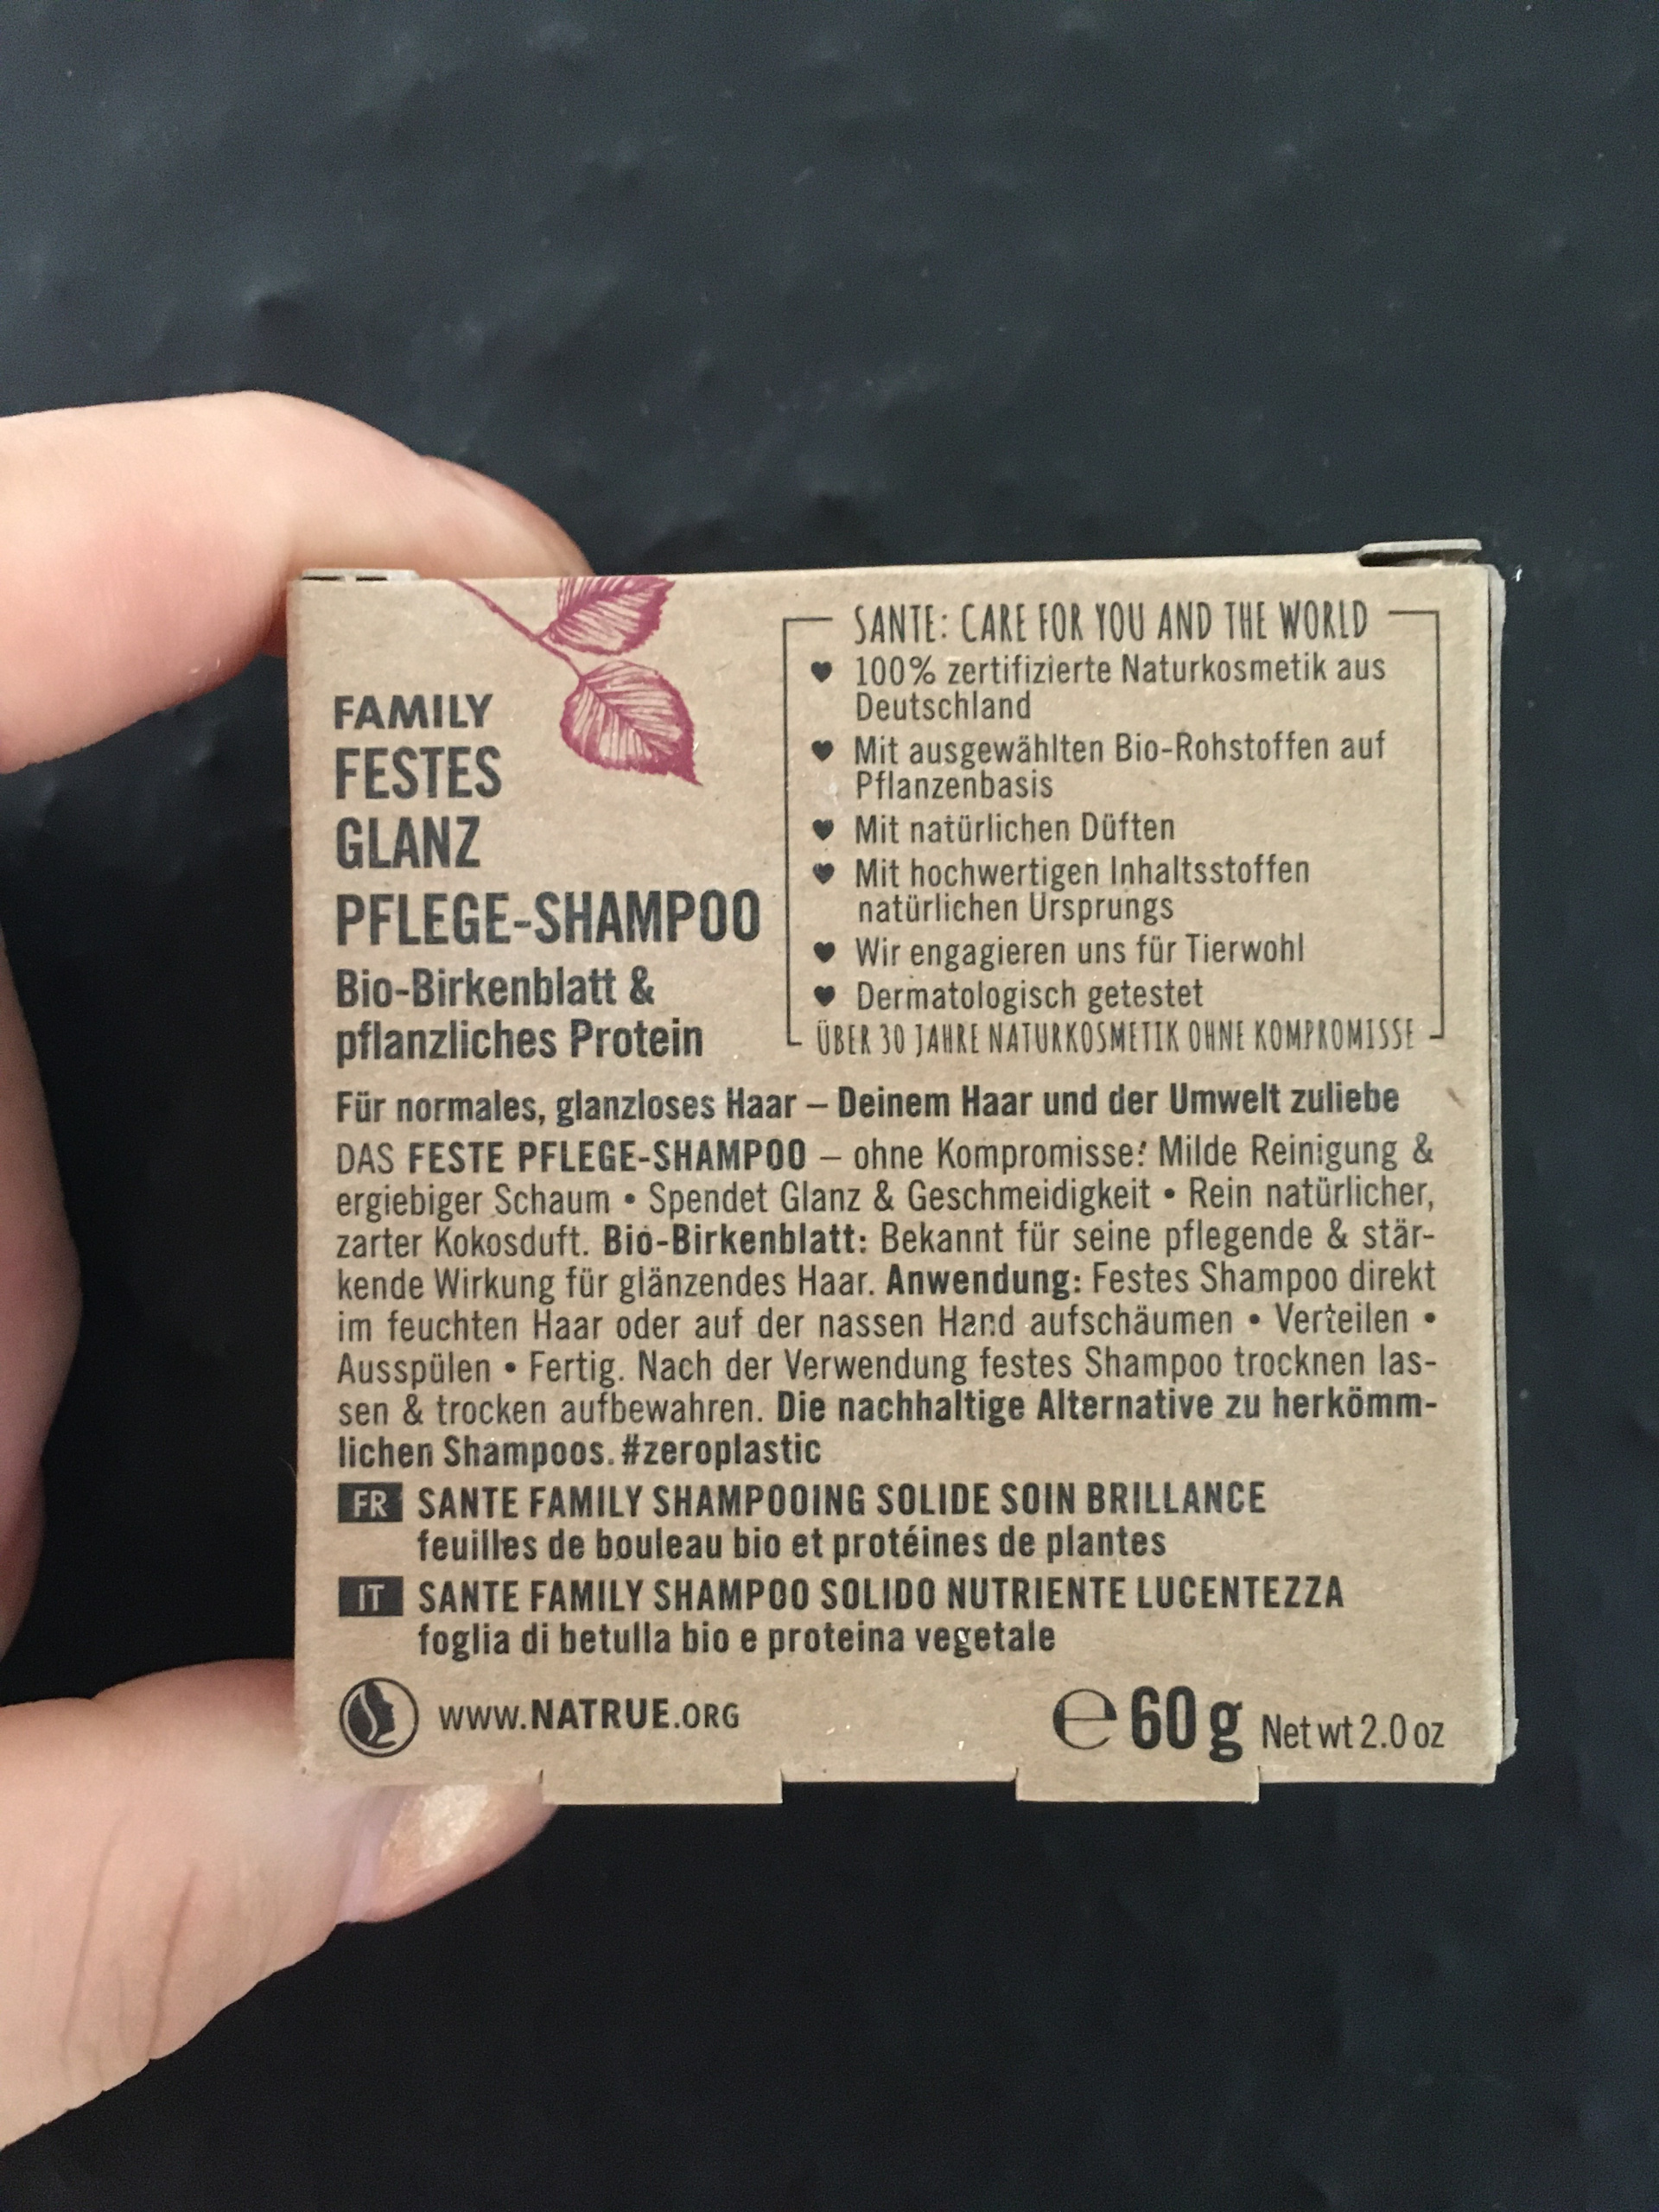 FAMILY
FESTES
GLANZ
PFLEGE-SHAMPOO
Bio-Birkenblatt &
pflanzliches Protein
SANTE: CARE FOR YOU AND THE WORLD
♥ 100% zertifizierte Naturkosmetik aus
Deutschland
♥ Mit ausgewählten Bio-Rohstoffen auf
Pflanzenbasis
♥ Mit natürlichen Düften
♥ Mit hochwertigen Inhaltsstoffen
natürlichen Ursprungs
♥ Wir engagieren uns für Tierwohl
♥ Dermatologisch getestet
ÜBER 30 JAHRE NATURKOSMETIK OHNE KOMPROMISSE
Für normales, glanzloses Haar – Deinem Haar und der Umwelt zuliebe
DAS FESTE PFLEGE-SHAMPOO – ohne Kompromisse: Milde Reinigung &
ergiebiger Schaum • Spendet Glanz & Geschmeidigkeit • Rein natürlicher,
zarter Kokosduft. Bio-Birkenblatt: Bekannt für seine pflegende & stär-
kende Wirkung für glänzendes Haar. Anwendung: Festes Shampoo direkt
im feuchten Haar oder auf der nassen Hand aufschäumen • Verteilen •
Ausspülen • Fertig. Nach der Verwendung festes Shampoo trocknen las-
sen & trocken aufbewahren. Die nachhaltige Alternative zu herkömm-
lichen Shampoos. #zeroplastic
FR SANTE FAMILY SHAMPOOING SOLIDE SOIN BRILLANCE
feuilles de bouleau bio et protéines de plantes
IT SANTE FAMILY SHAMPOO SOLIDO NUTRIENTE LUCENTEZZA
foglia di betulla bio e proteina vegetale
WWW.NATRUE.ORG
℮ 60 g Net wt 2.0 oz